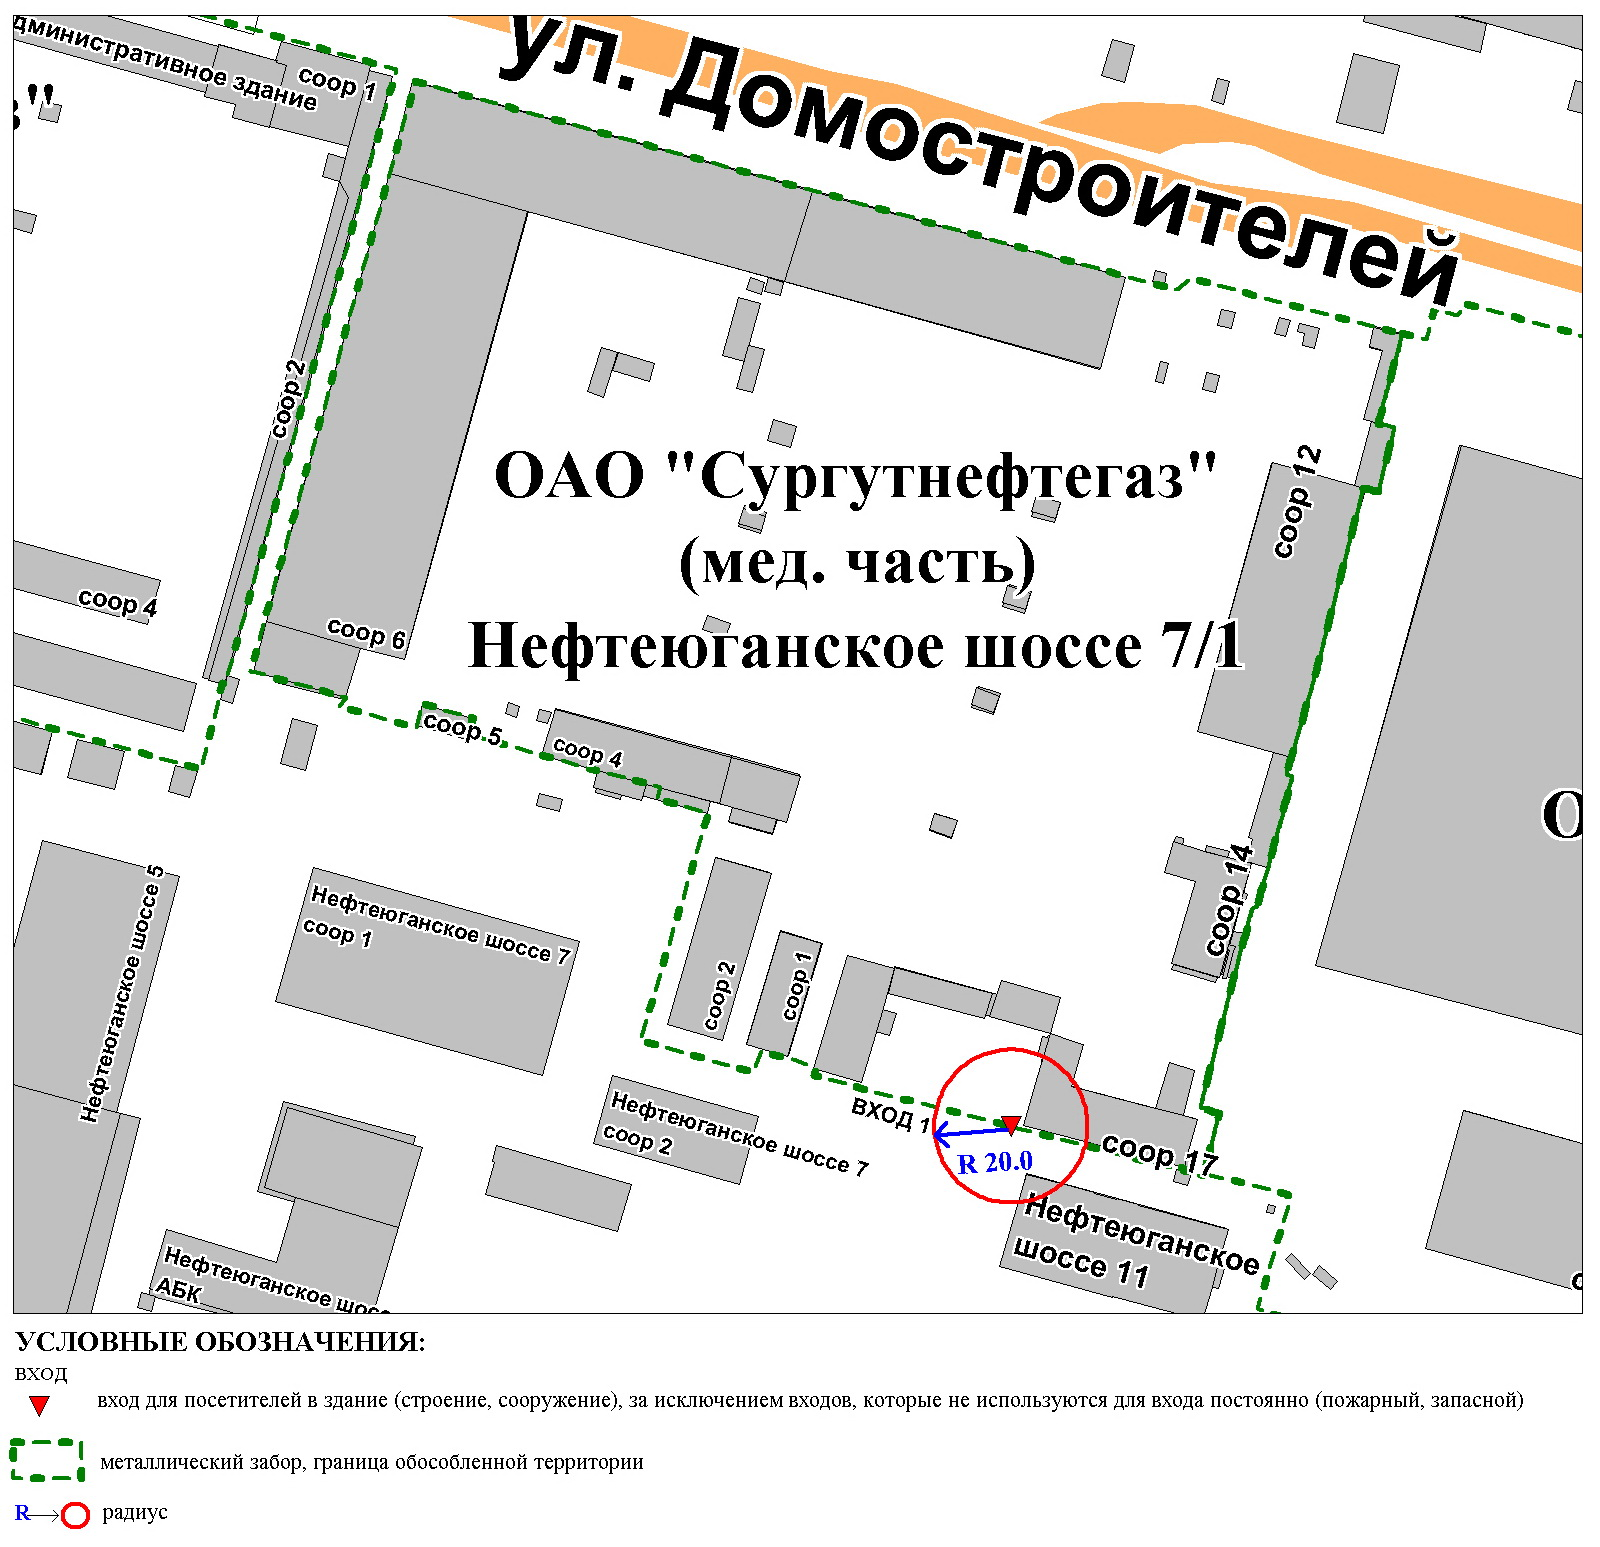 ул. Домостроителей
дминистративное здание
соор 1
з"
соор 2
ОАО "Сургутнефтегаз"
(мед. часть)
Нефтеюганское шоссе 7/1
соор 12
соор 4
соор 6
соор 5
соор 4
соор 14
Нефтеюганское шоссе 5
Нефтеюганское шоссе 7
соор 1
соор 2
соор 1
ВХОД 1
R 20.0
соор 17
Нефтеюганское шоссе 7
соор 2
Нефтеюганское
шоссе 11
Нефтеюганское шосс
АБК
УСЛОВНЫЕ ОБОЗНАЧЕНИЯ:
ВХОД
вход для посетителей в здание (строение, сооружение), за исключением входов, которые не используются для входа постоянно (пожарный, запасной)
металлический забор, граница обособленной территории
R
радиус